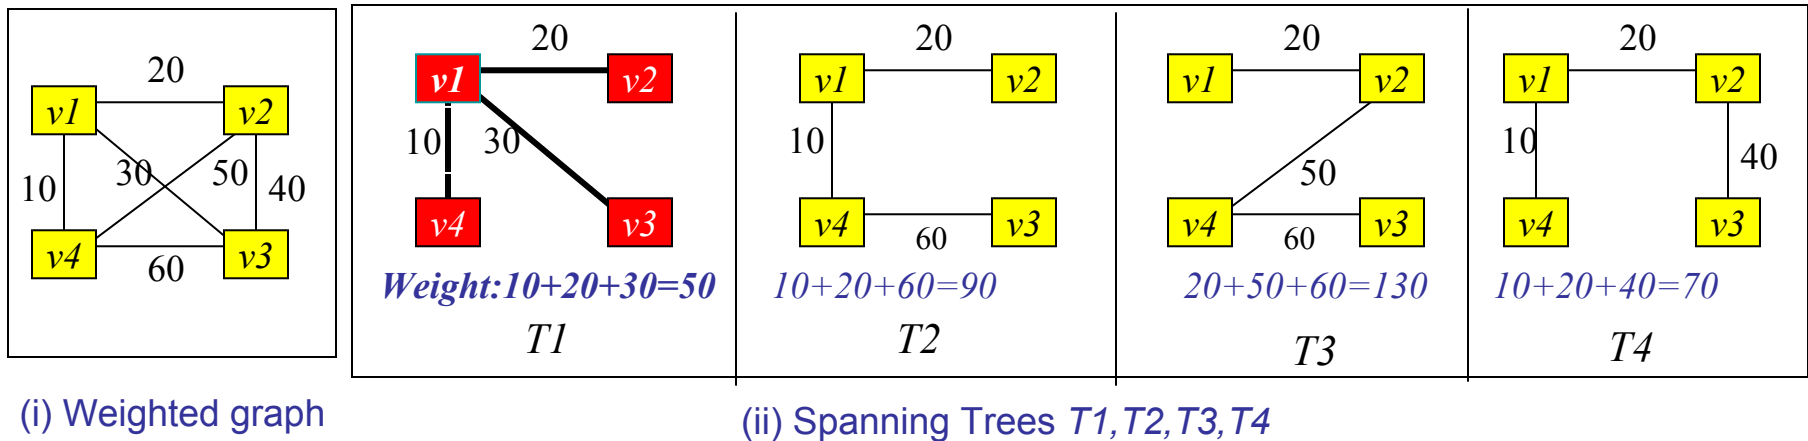 20
v1 v2
10 30 50 40
v4 v3
60
(i) Weighted graph
20
v1 v2
10 30
v4 v3
Weight:10+20+30=50
T1
20
v1 v2
10
v4 v3
60
10+20+60=90
T2
20
v1 v2
50
v4 v3
60
20+50+60=130
T3
20
v1 v2
10 40
v4 v3
10+20+40=70
T4
(ii) Spanning Trees T1,T2,T3,T4